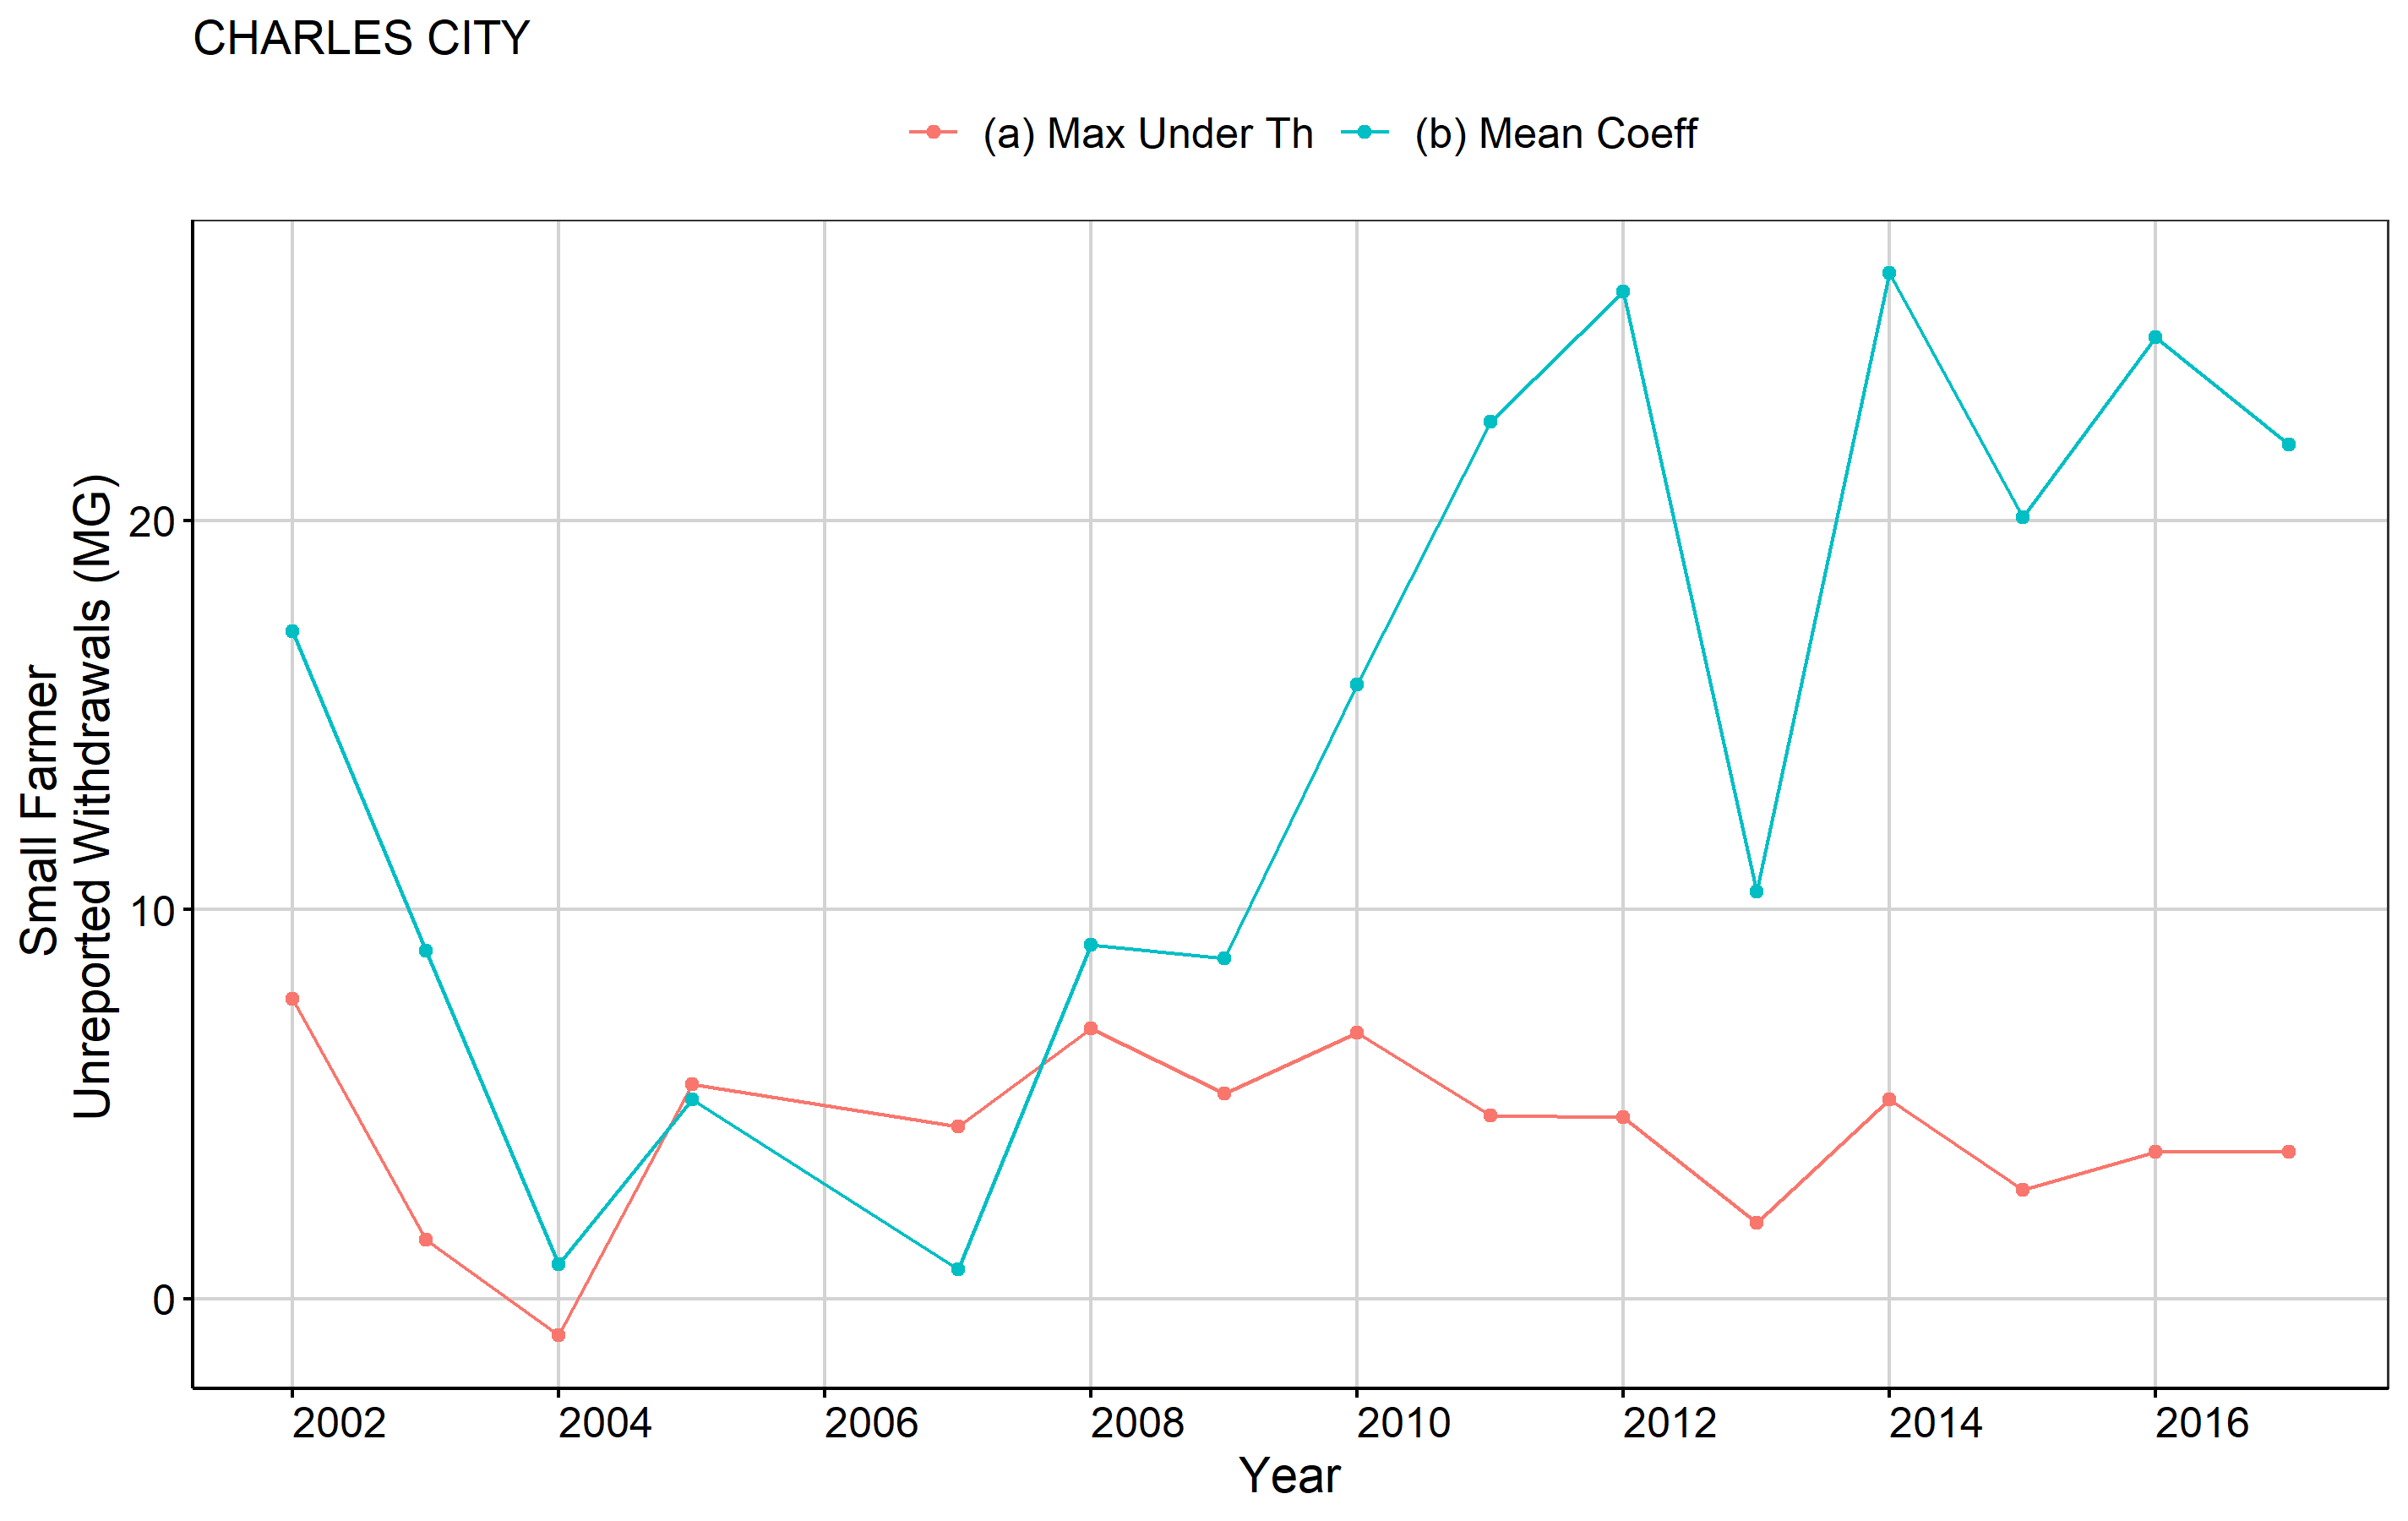 CHARLES CITY
(a) Max Under Th
(b) Mean Coeff
Small Farmer
Unreported Withdrawals (MG)
20
10
0
2002
2004
2006
2008
2010
2012
2014
2016
Year